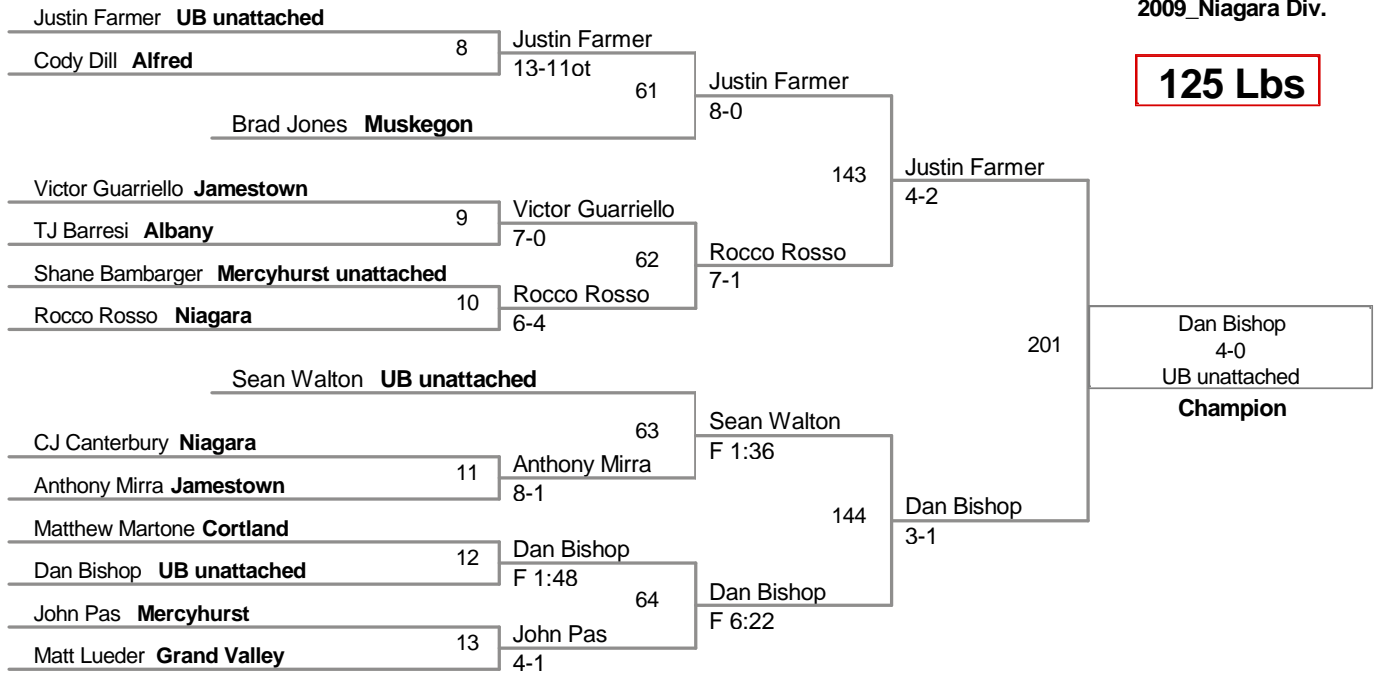 2009_Niagara Div.
125 Lbs
Justin Farmer UB unattached
8
Justin Farmer
Cody Dill Alfred
13-11ot
61
Justin Farmer
8-0
Brad Jones Muskegon
143
Justin Farmer
4-2
Victor Guarriello Jamestown
9
Victor Guarriello
TJ Barresi Albany
7-0
62
Rocco Rosso
7-1
Shane Bambarger Mercyhurst unattached
10
Rocco Rosso
Rocco Rosso Niagara
6-4
201
Dan Bishop
4-0
UB unattached
Champion
Sean Walton UB unattached
63
Sean Walton
F 1:36
CJ Canterbury Niagara
11
Anthony Mirra
Anthony Mirra Jamestown
8-1
144
Dan Bishop
3-1
Matthew Martone Cortland
12
Dan Bishop
Dan Bishop UB unattached
F 1:48
64
Dan Bishop
F 6:22
John Pas Mercyhurst
13
John Pas
Matt Lueder Grand Valley
4-1